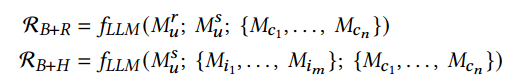 ℛ_{B+R} = f_{LLM}(M_u^r; M_u^s; {M_{c_1}, . . . , M_{c_n}})
ℛ_{B+H} = f_{LLM}(M_u^s; {M_{i_1}, . . . , M_{i_m}}; {M_{c_1}, . . . , M_{c_n}})